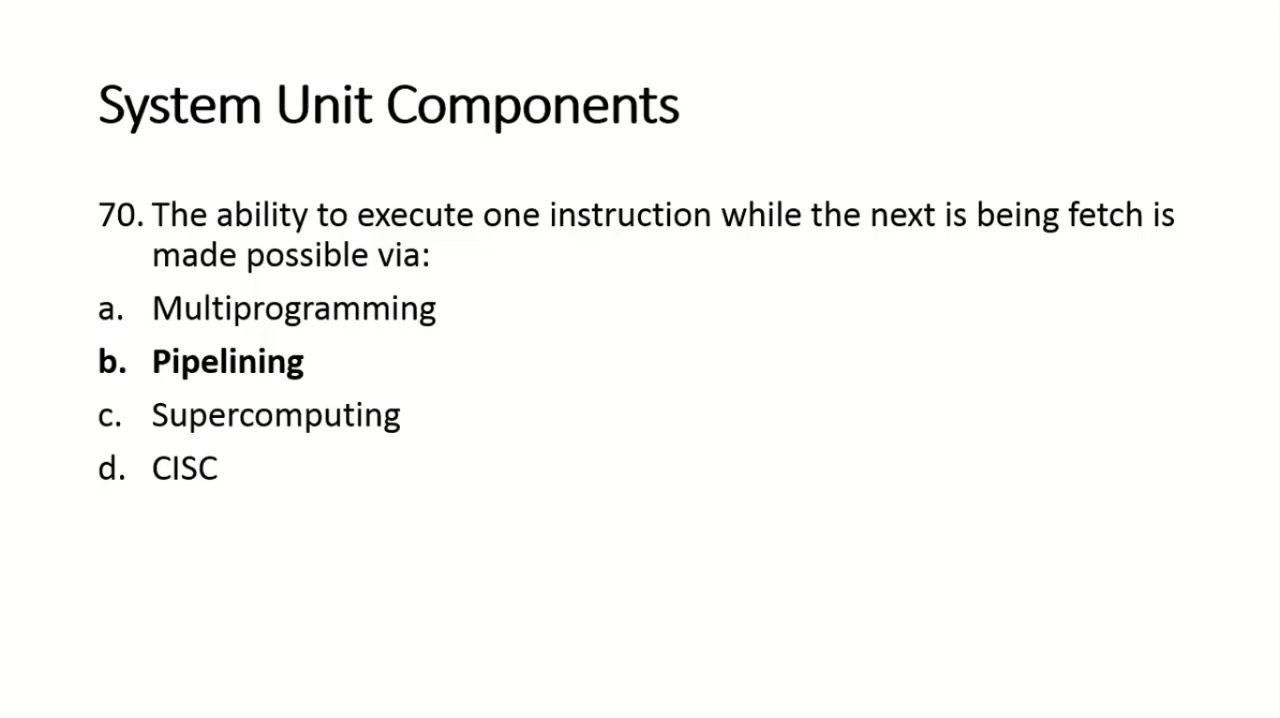 System Unit Components
70. The ability to execute one instruction while the next is being fetch is
made possible via:
a. Multiprogramming
b. Pipelining
c. Supercomputing
d. CISC